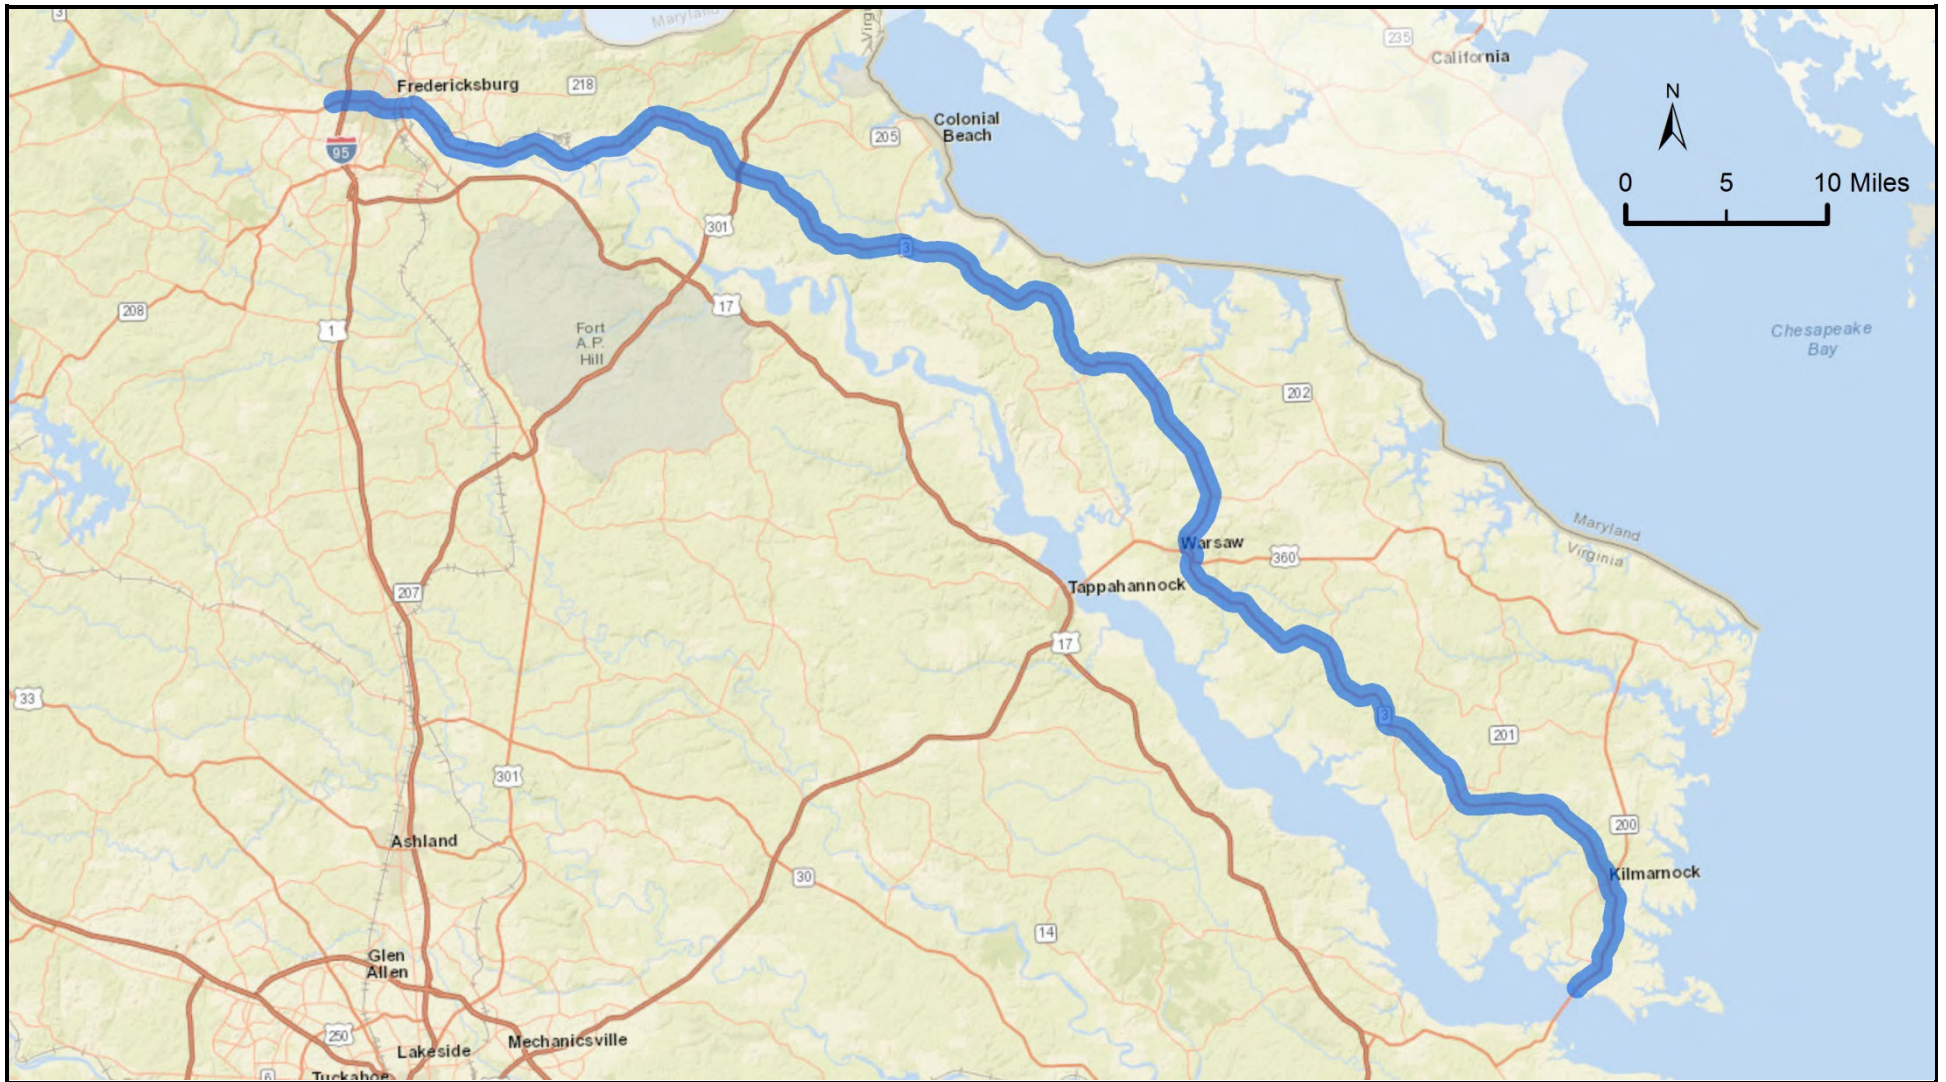 3
Maryland
Virgi
235
California
Fredericksburg
218
N
Colonial
Beach
205
95
0 5 10 Miles
301
3
17
208
1
Fort
A.P.
Hill
Chesapeake
Bay
202
Maryland
Virginia
Warsaw
360
Tappahannock
207
17
33
3
201
301
200
Ashland
Kilmarnock
30
14
Glen
Allen
250
Mechanicsville
Lakeside
6
Tuckahoe